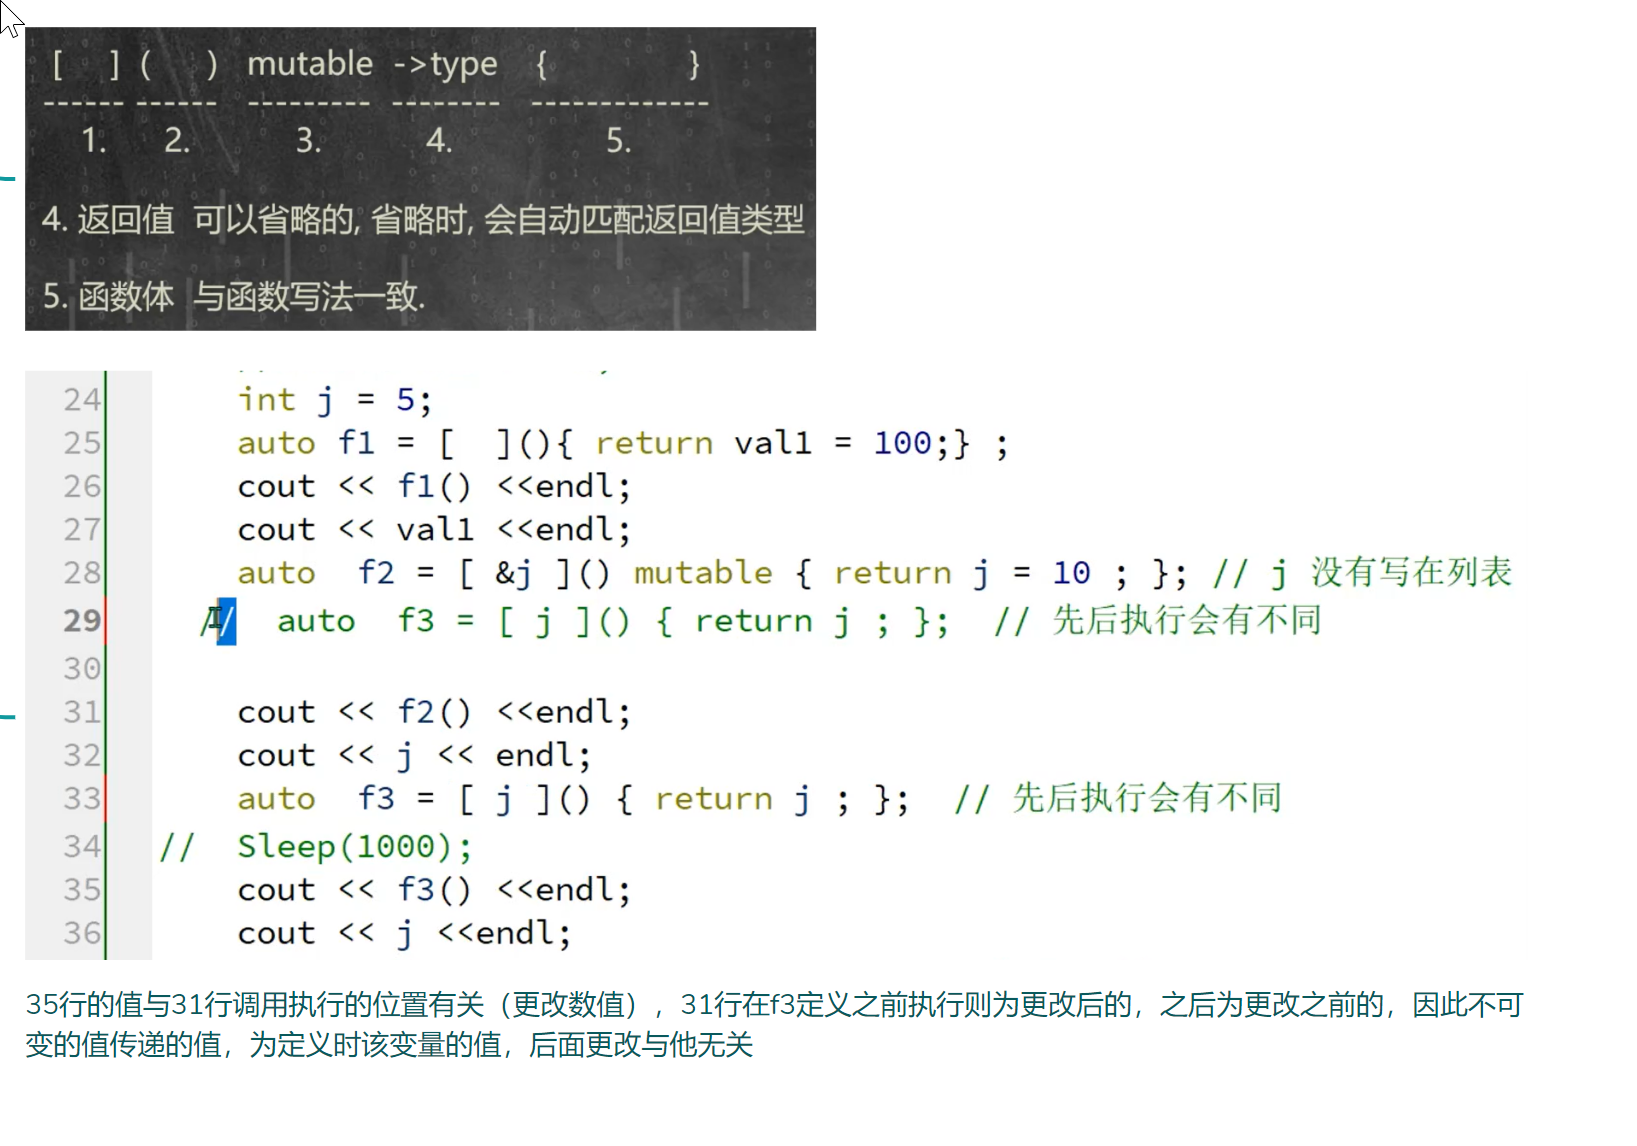 [ ] ( ) mutable ->type { }
------ ------ --------- -------- -------------
1. 2. 3. 4. 5.
4. 返回值 可以省略的, 省略时, 会自动匹配返回值类型
5. 函数体 与函数写法一致.
24 int j = 5;
25 auto f1 = [ ](){ return val1 = 100;} ;
26 cout << f1() <<endl;
27 cout << val1 <<endl;
28 auto f2 = [ &j ]() mutable { return j = 10 ; }; // j 没有写在列表
29 // auto f3 = [ j ]() { return j ; }; // 先后执行会有不同
30
31 cout << f2() <<endl;
32 cout << j << endl;
33 auto f3 = [ j ]() { return j ; }; // 先后执行会有不同
34 // Sleep(1000);
35 cout << f3() <<endl;
36 cout << j <<endl;
35行的值与31行调用执行的位置有关（更改数值），31行在f3定义之前执行则为更改后的，之后为更改之前的，因此不可
变的值传递的值，为定义时该变量的值，后面更改与他无关